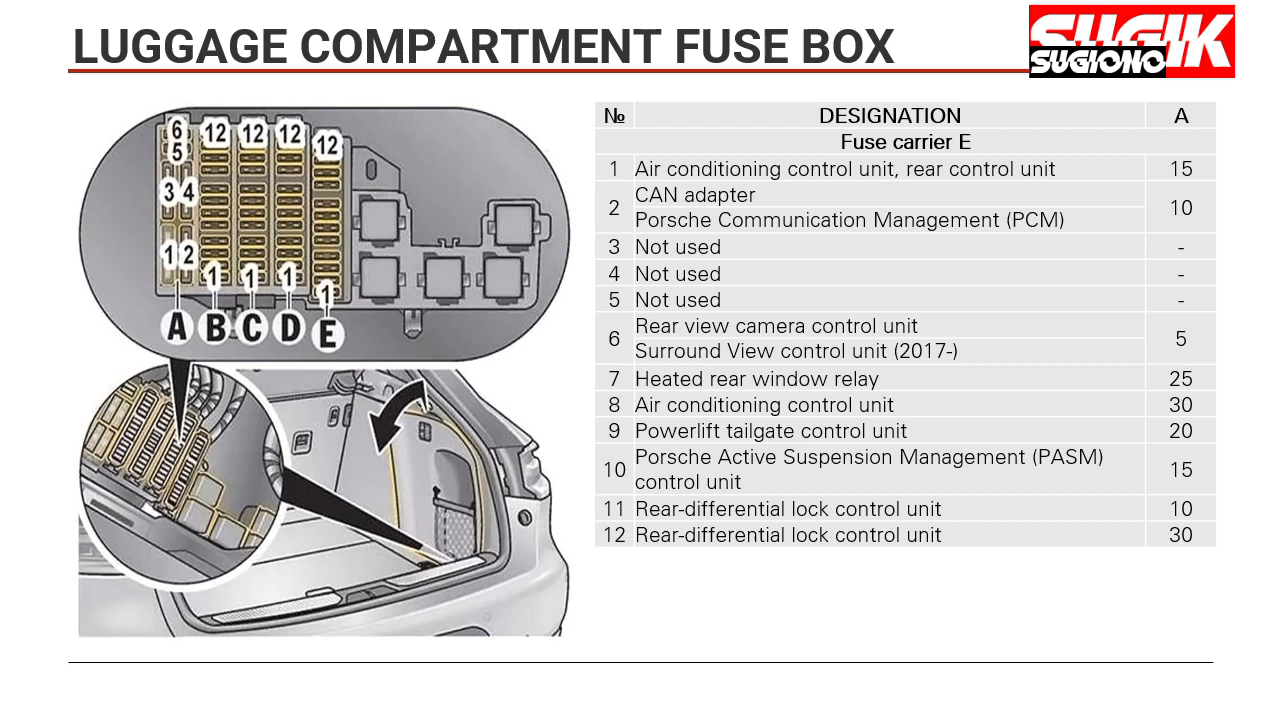 LUGGAGE COMPARTMENT FUSE BOX
SUGIK
SUGIONO
6 12 12 12 12
5
3 4
1 2 1 1 1 1
A B C D E
№ DESIGNATION A
Fuse carrier E
1 Air conditioning control unit, rear control unit 15
2 CAN adapter 10
Porsche Communication Management (PCM)
3 Not used -
4 Not used -
5 Not used -
6 Rear view camera control unit 5
Surround View control unit (2017-)
7 Heated rear window relay 25
8 Air conditioning control unit 30
9 Powerlift tailgate control unit 20
10 Porsche Active Suspension Management (PASM) 15
control unit
11 Rear-differential lock control unit 10
12 Rear-differential lock control unit 30